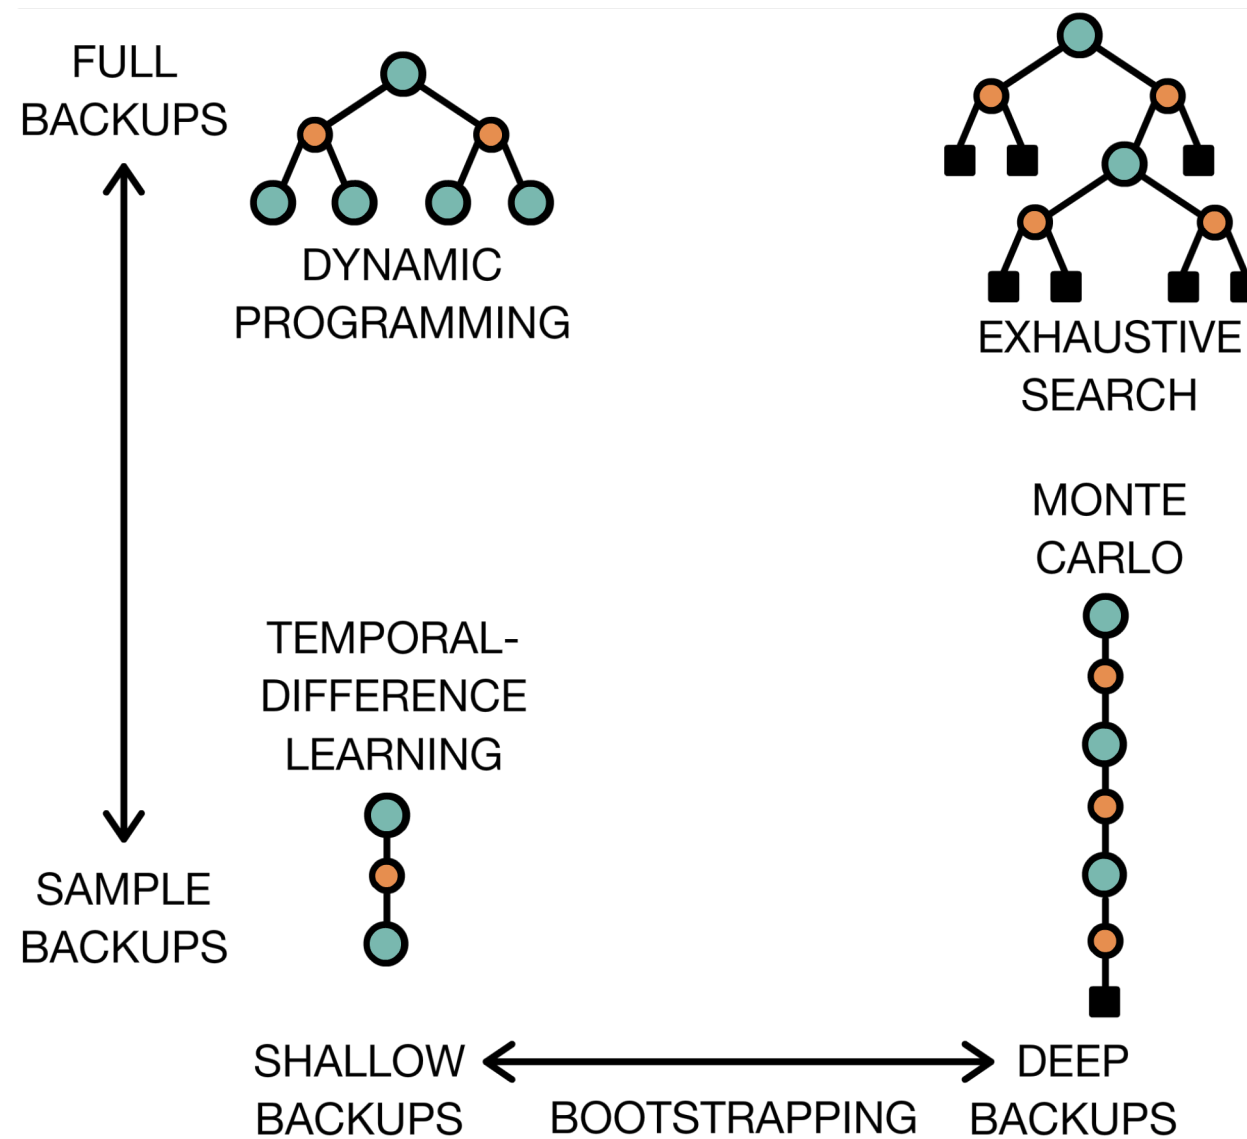 FULL
BACKUPS
DYNAMIC
PROGRAMMING
EXHAUSTIVE
SEARCH
MONTE
CARLO
TEMPORAL-
DIFFERENCE
LEARNING
SAMPLE
BACKUPS
SHALLOW
BACKUPS
BOOTSTRAPPING
DEEP
BACKUPS